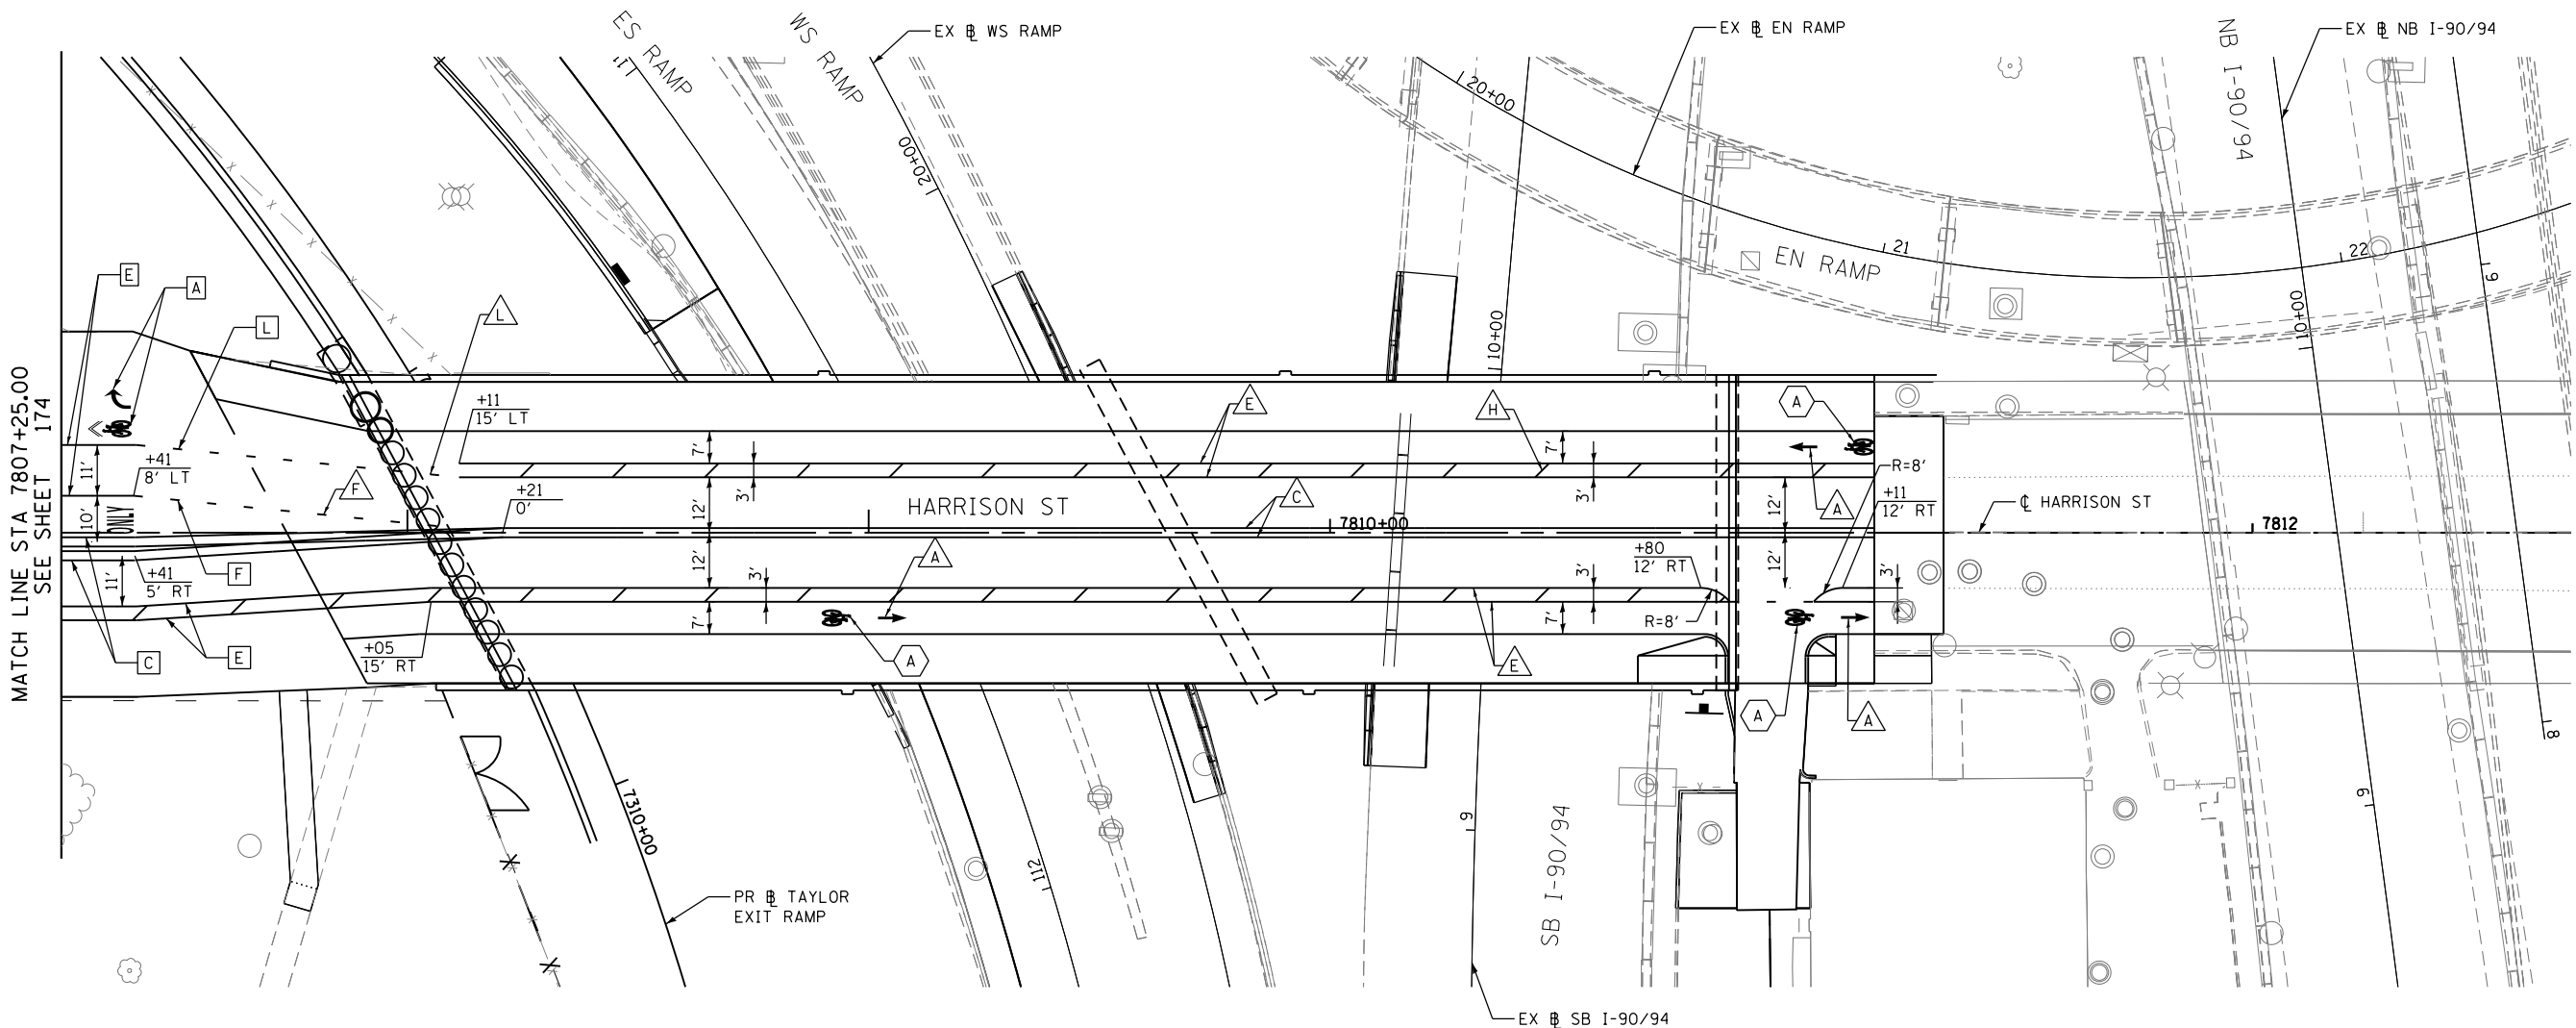 ES RAMP
WS RAMP
EX ⅊ WS RAMP
EX ⅊ EN RAMP
NB I-90/94
EX ⅊ NB I-90/94
20+00
20+00
21
22
EN RAMP
10+00
10+00
9
MATCH LINE STA 7807+25.00
SEE SHEET 174
E
A
L
L
+11
15' LT
E
H
A
7'
3'
7'
3'
R=8'
11'
+41
8' LT
F
+21
0'
12'
HARRISON ST
C
A
12'
+11
12' RT
℄ HARRISON ST
10'
ONLY
7810+00
7812
A
12'
3'
+80
12' RT
3'
12'
3'
11'
+41
5' RT
F
7'
7'
R=8'
C
E
+05
15' RT
A
E
A
A
7310+00
112
9
SB I-90/94
9
8
PR ⅊ TAYLOR
EXIT RAMP
EX ⅊ SB I-90/94